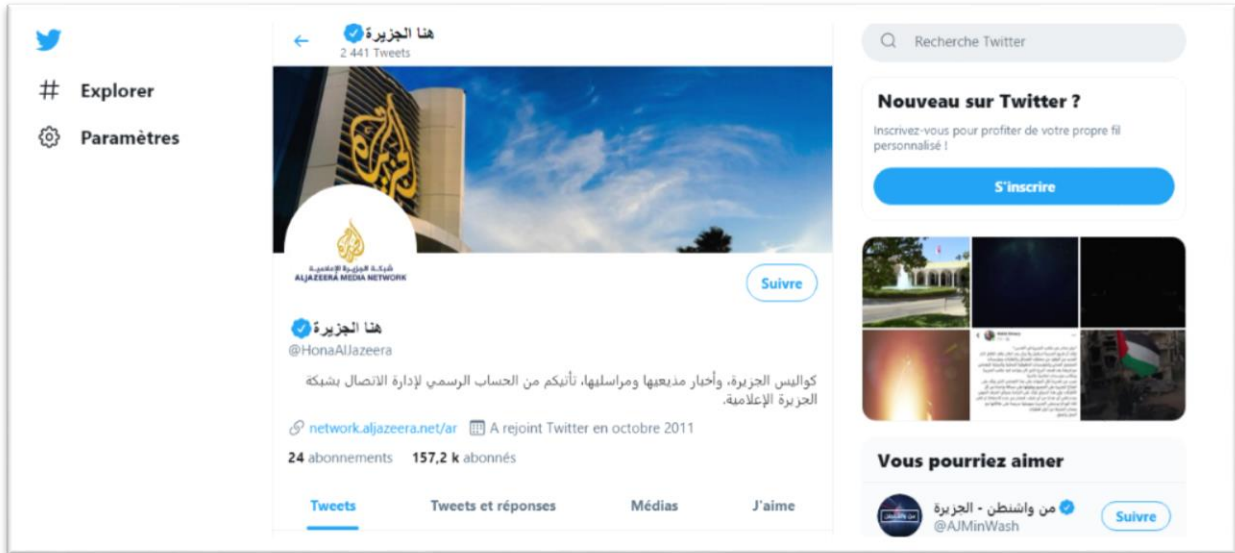 Explorer
Paramètres
هنا الجزيرة
2 441 Tweets
شبكة الجزيرة الإعلامية
ALJAZEERA MEDIA NETWORK
Suivre
هنا الجزيرة
@HonaAlJazeera
كواليس الجزيرة، وأخبار مذيعيها ومراسليها، تأتيكم من الحساب الرسمي لإدارة الاتصال بشبكة
الجزيرة الإعلامية.
network.aljazeera.net/ar A rejoint Twitter en octobre 2011
24 abonnements 157,2 k abonnés
Tweets Tweets et réponses Médias J'aime
Recherche Twitter
Nouveau sur Twitter ?
Inscrivez-vous pour profiter de votre propre fil
personnalisé !
S'inscrire
Vous pourriez aimer
من واشنطن - الجزيرة
@AJMinWash
Suivre